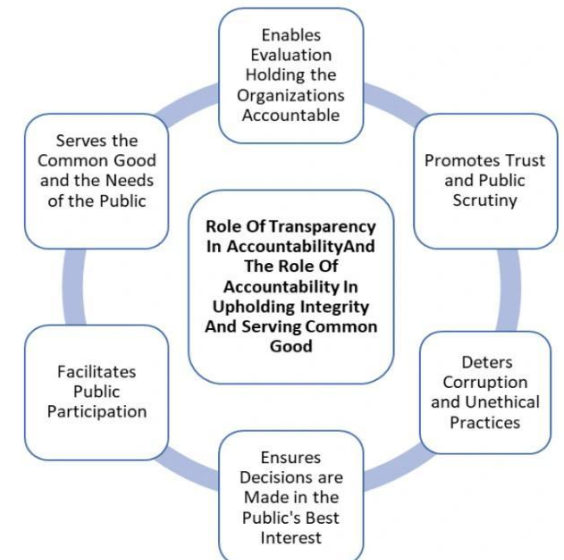 Enables
Evaluation
Holding the
Organizations
Accountable
Promotes Trust
and Public
Scrutiny
Deters
Corruption
and Unethical
Practices
Ensures
Decisions are
Made in the
Public's Best
Interest
Facilitates
Public
Participation
Serves the
Common Good
and the Needs
of the Public
Role Of Transparency
In AccountabilityAnd
The Role Of
Accountability In
Upholding Integrity
And Serving Common
Good